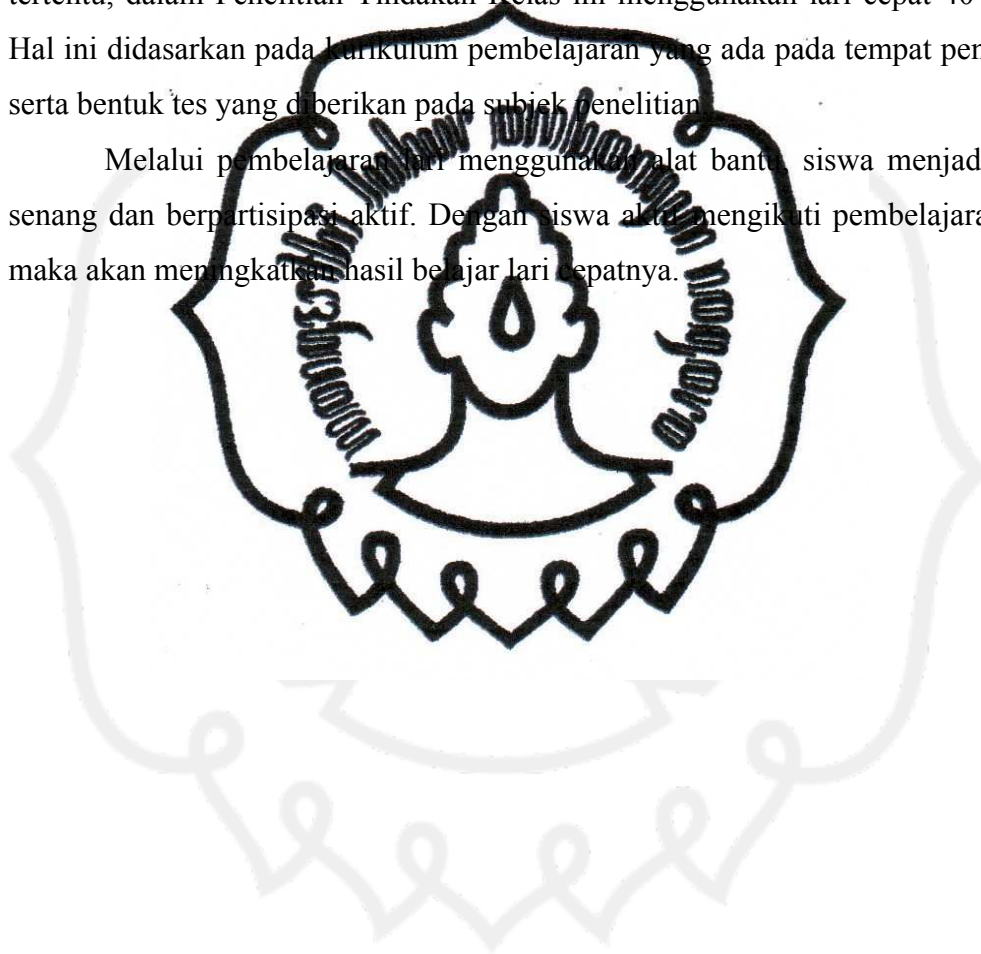 tertentu, dalam Penelitian Tindakan Kelas ini menggunakan lari cepat 40
Hal ini didasarkan pada kurikulum pembelajaran yang ada pada tempat pen
serta bentuk tes yang diberikan pada subjek penelitian
Melalui pembelajaran lari menggunakan alat bantu, siswa menjad
senang dan berpartisipasi aktif. Dengan siswa aktif mengikuti pembelajara
maka akan meningkatkan hasil belajar lari cepatnya.